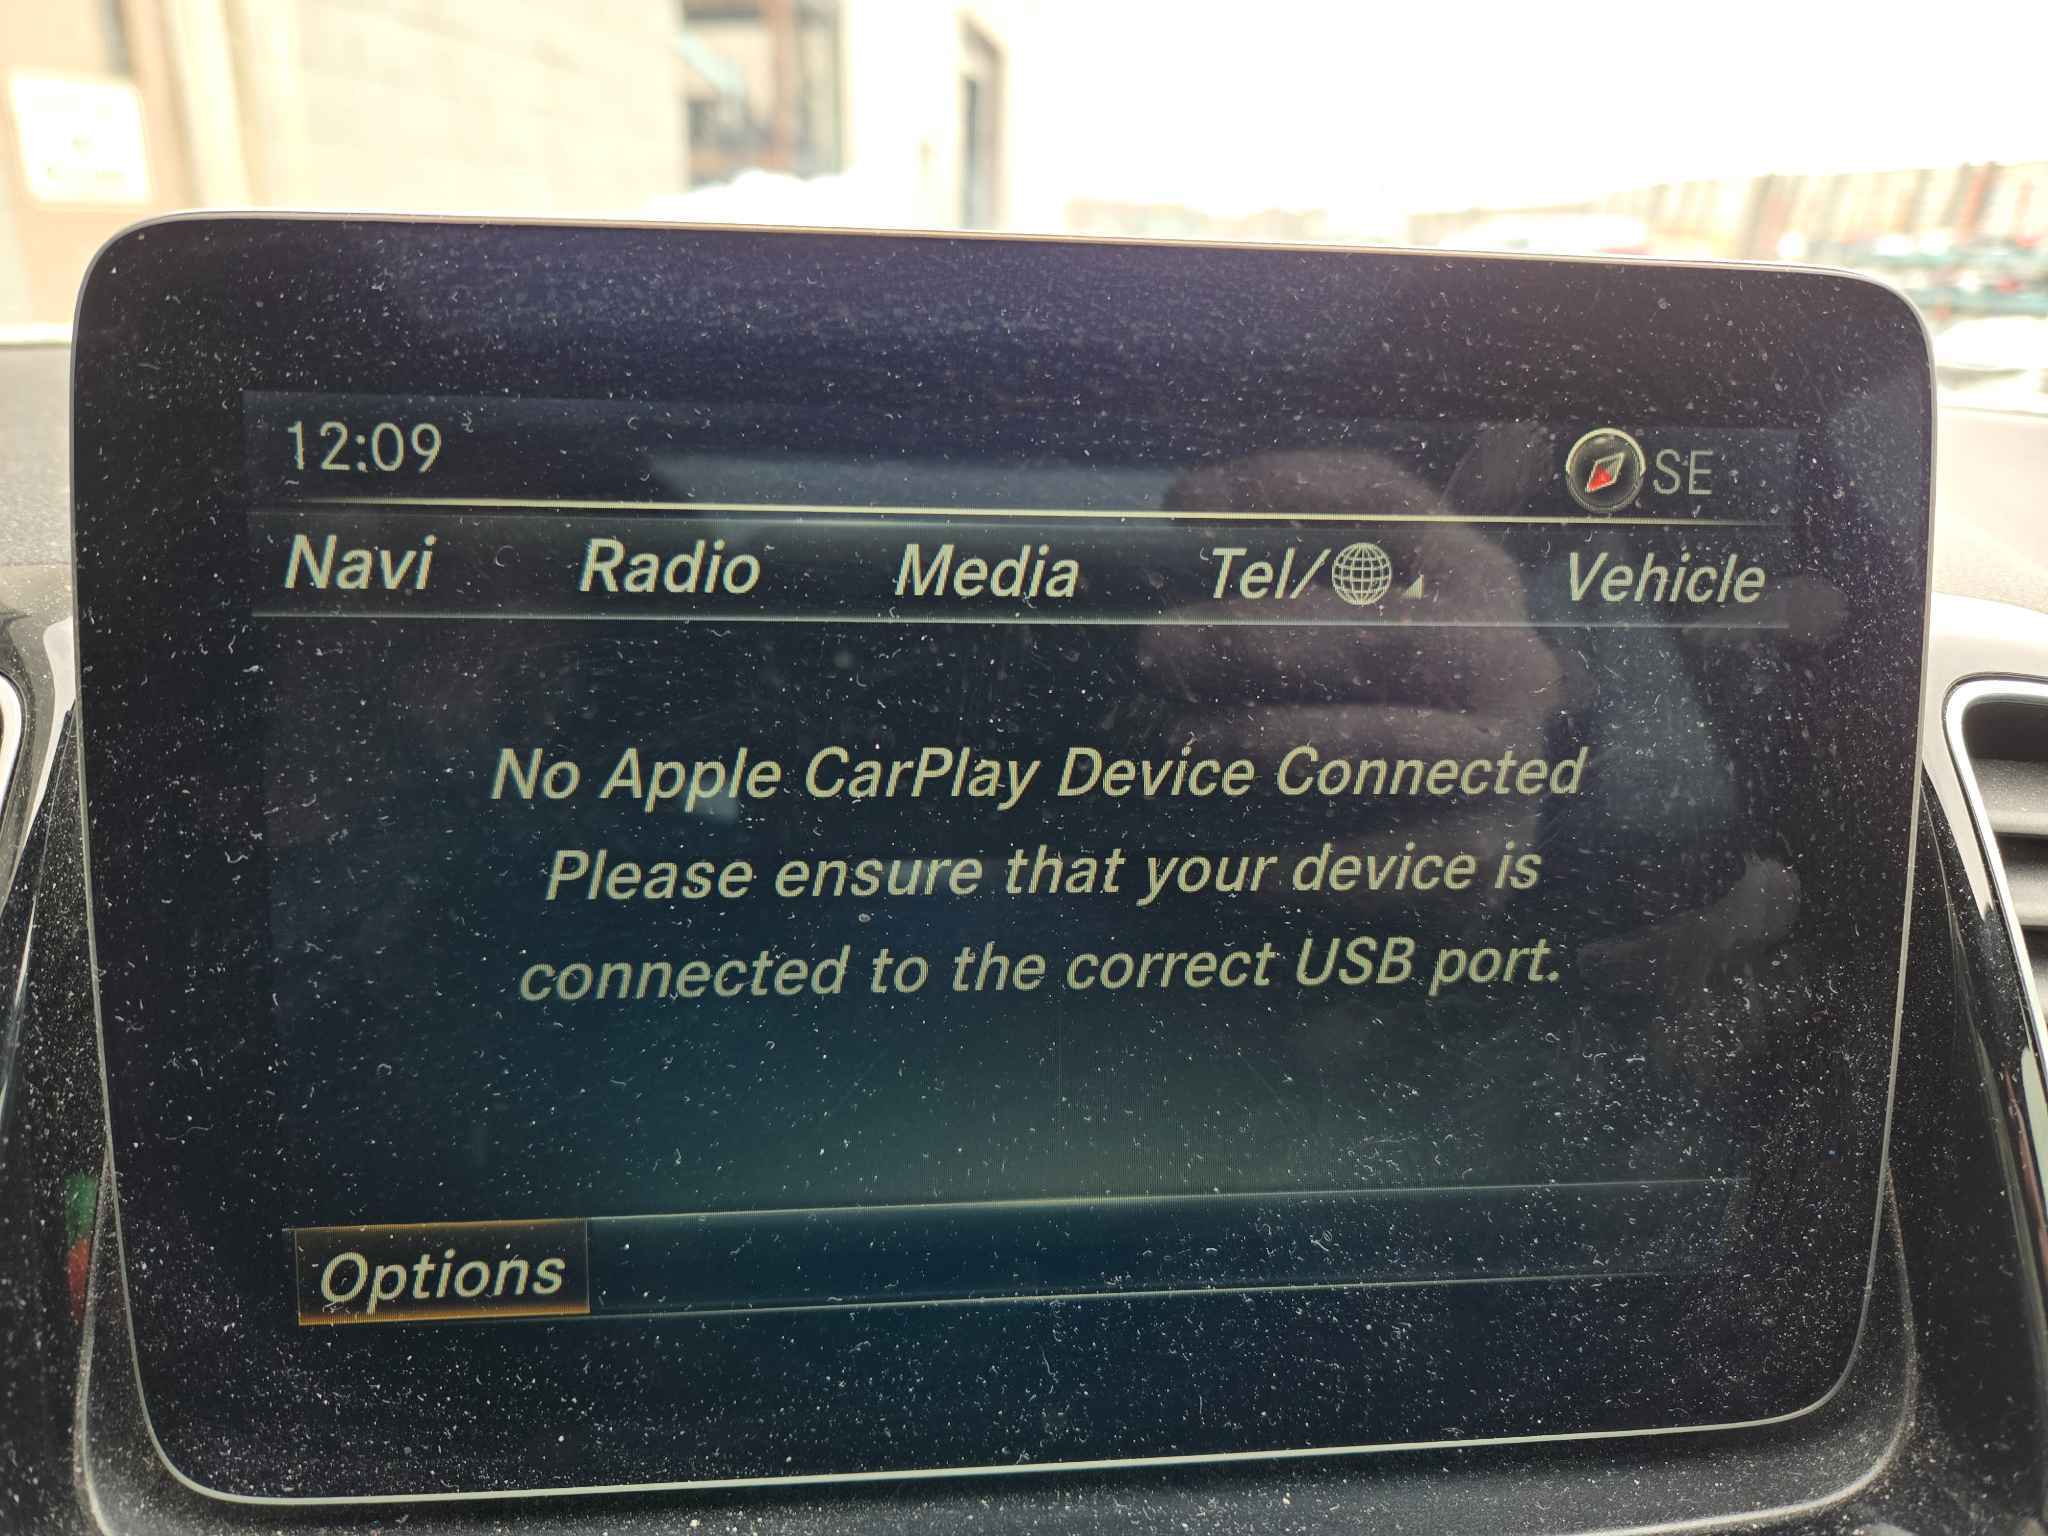 12:09 SE
Navi Radio Media Tel/ Vehicle
No Apple CarPlay Device Connected
Please ensure that your device is
connected to the correct USB port.
Options